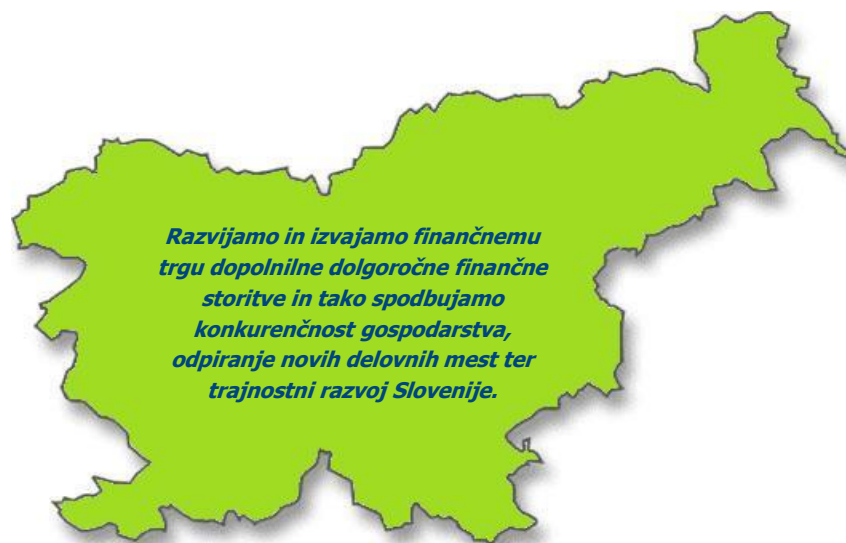 Razvijamo in izvajamo finančnemu
trgu dopolnilne dolgoročne finančne
storitve in tako spodbujamo
konkurenčnost gospodarstva,
odpiranje novih delovnih mest ter
trajnostni razvoj Slovenije.